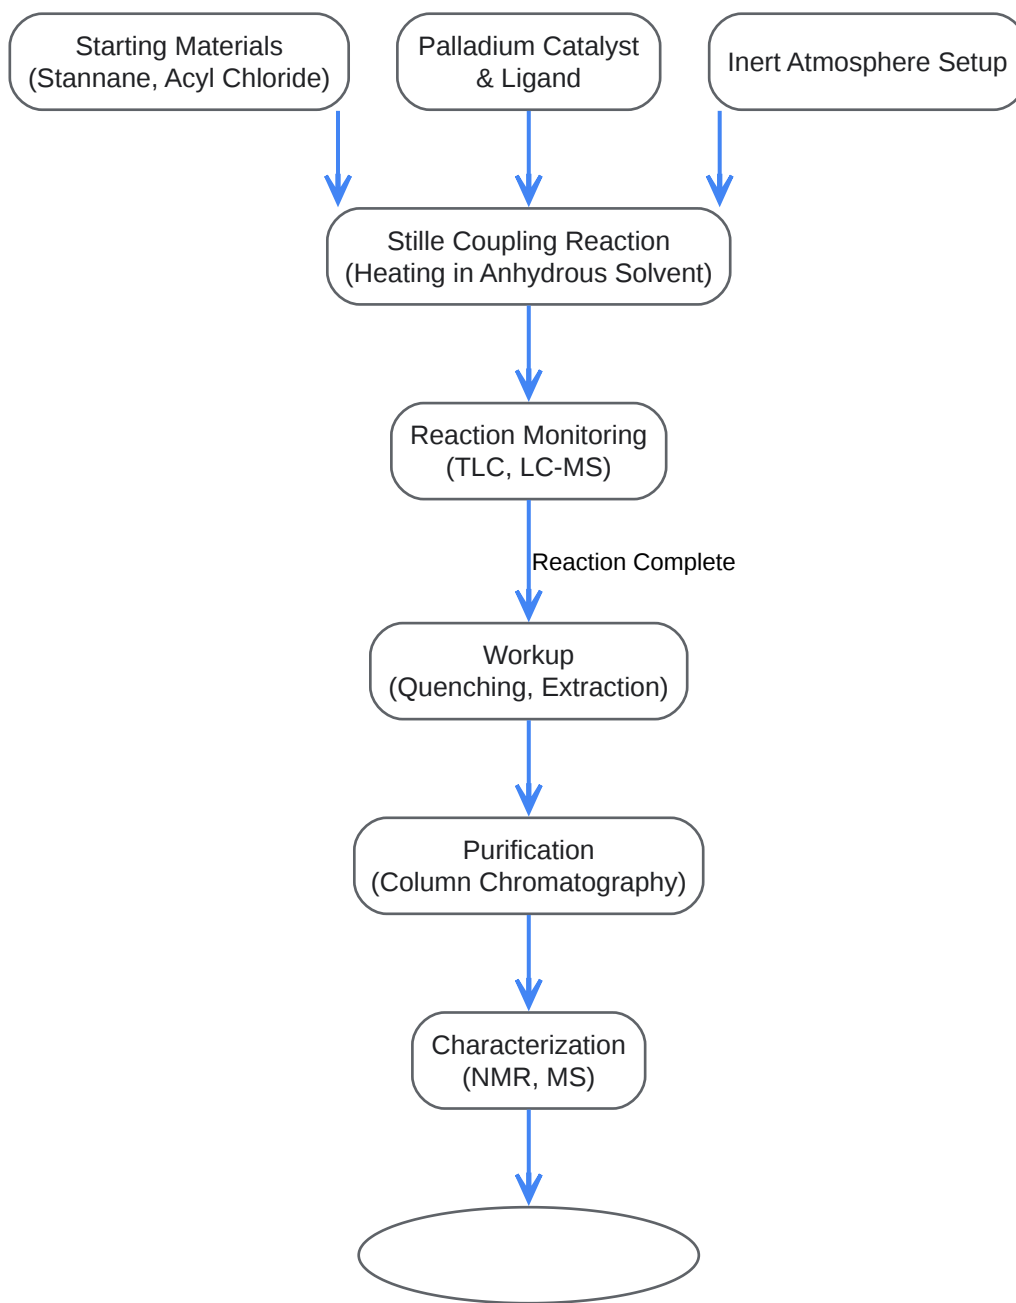 Starting Materials
(Stannane, Acyl Chloride)
Palladium Catalyst
& Ligand
Inert Atmosphere Setup
Stille Coupling Reaction
(Heating in Anhydrous Solvent)
Reaction Monitoring
(TLC, LC-MS)
Reaction Complete
Workup
(Quenching, Extraction)
Purification
(Column Chromatography)
Characterization
(NMR, MS)